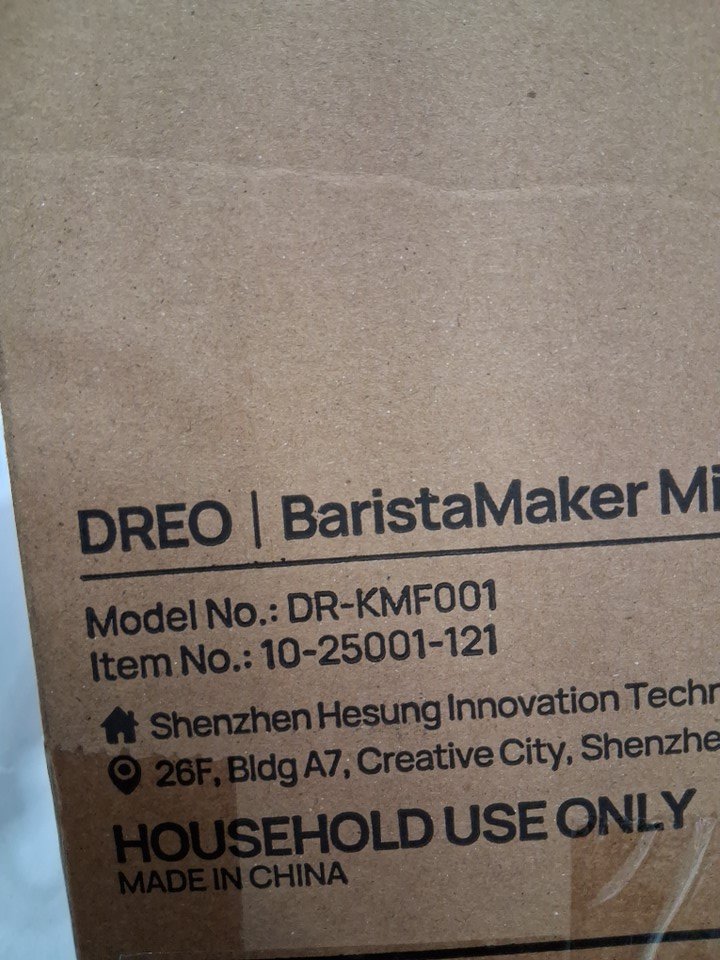 DREO | BaristaMaker Mi
Model No.: DR-KMF001
Item No.: 10-25001-121
Shenzhen Hesung Innovation Techn
26F, Bldg A7, Creative City, Shenzhe
HOUSEHOLD USE ONLY
MADE IN CHINA